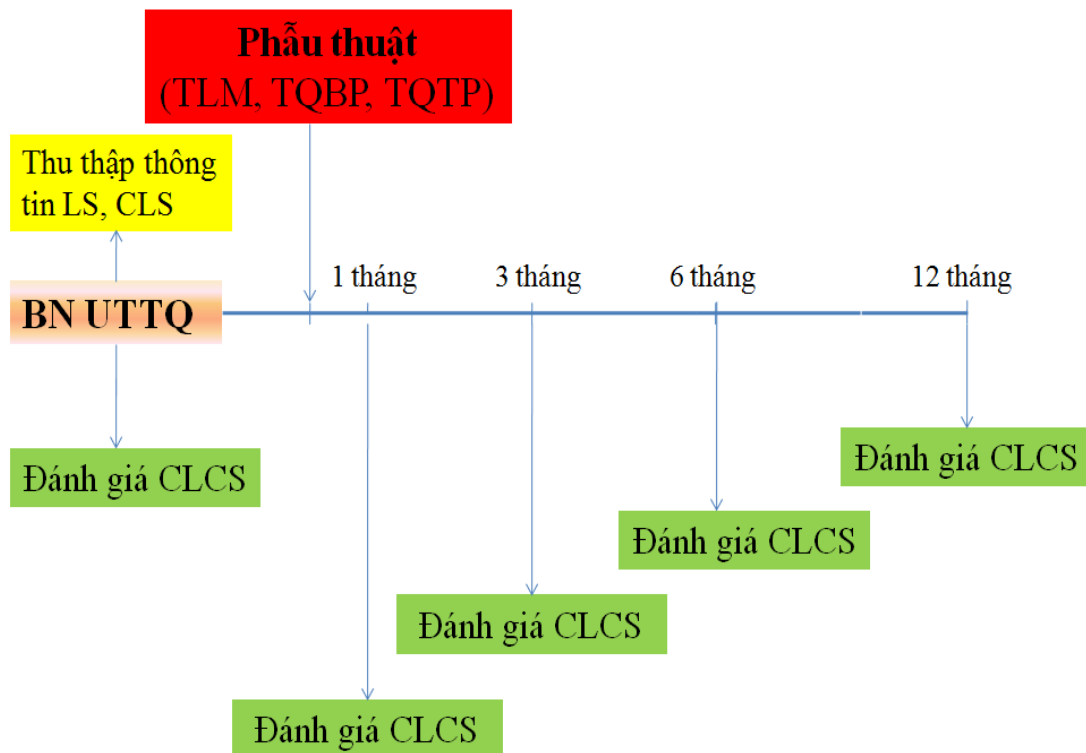 Phẫu thuật
(TLM, TQBP, TQTP)
Thu thập thông
tin LS, CLS
1 tháng
3 tháng
6 tháng
12 tháng
BN UTTQ
Đánh giá CLCS
Đánh giá CLCS
Đánh giá CLCS
Đánh giá CLCS
Đánh giá CLCS